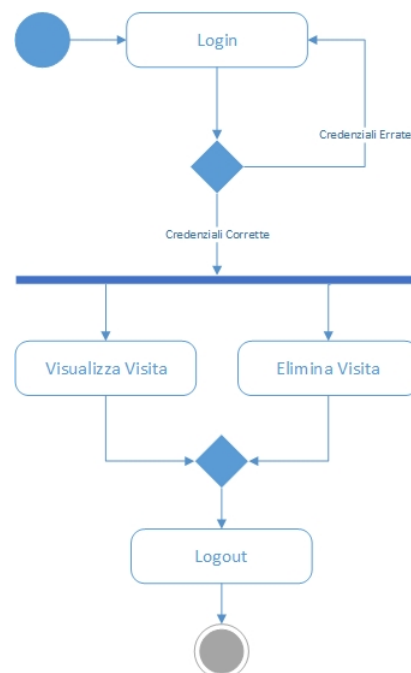 Login
Credenziali Errate
Credenziali Corrette
Visualizza Visita
Elimina Visita
Logout